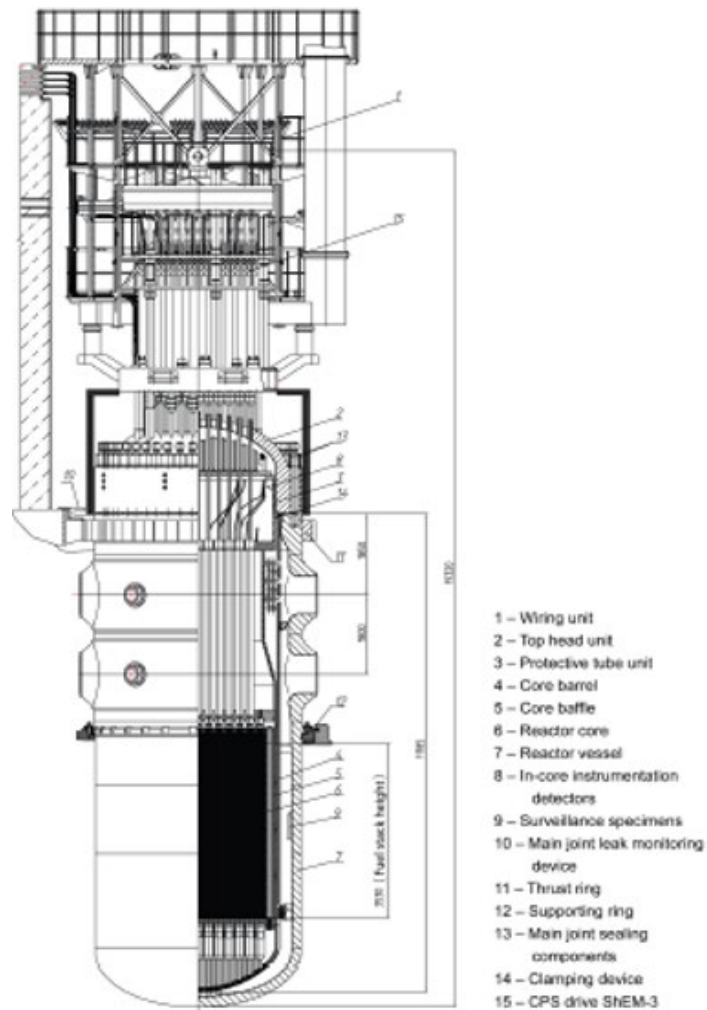 2
7
1800
( Fuel stack height)
1 – Wiring unit
2 – Top head unit
3 – Protective tube unit
4 – Core barrel
5 – Core baffle
6 – Reactor core
7 – Reactor vessel
8 – In-core instrumentation
detectors
9 – Surveillance specimens
10 – Main joint leak monitoring
device
11 – Thrust ring
12 – Supporting ring
13 – Main joint sealing
components
14 – Clamping device
15 – CPS drive ShEM-3